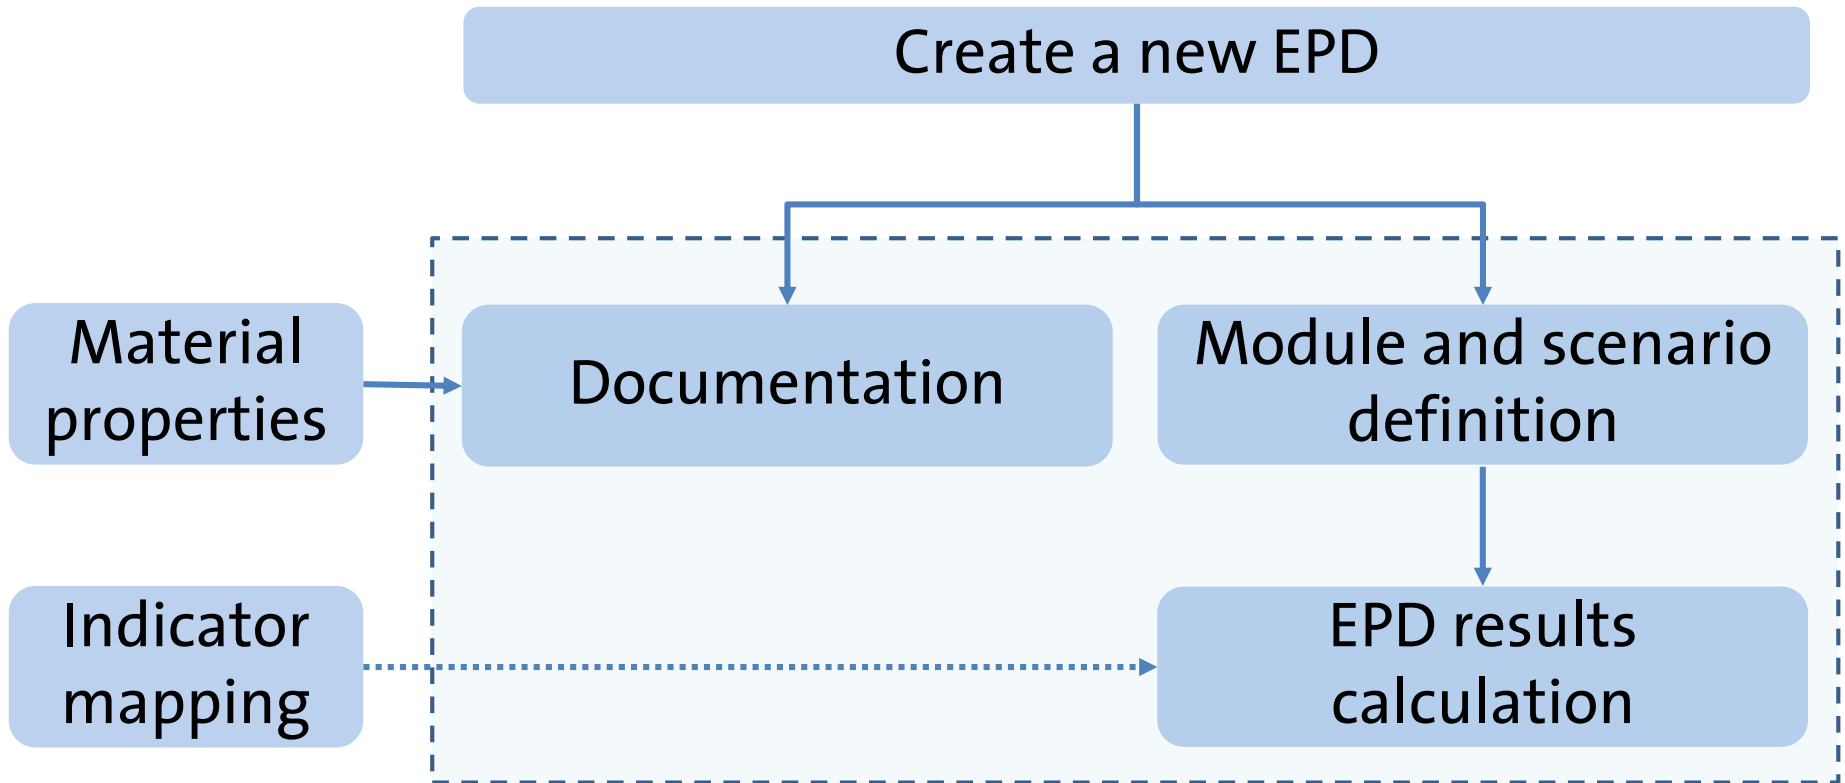 Create a new EPD
Material
properties
Documentation
Module and scenario
definition
Indicator
mapping
EPD results
calculation